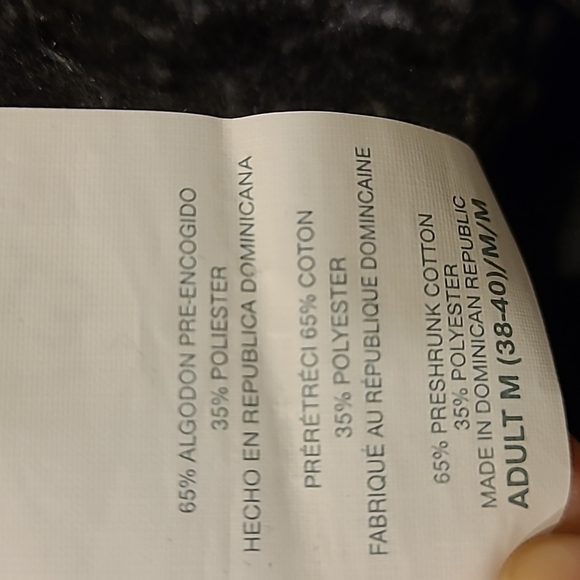 65% ALGODON PRE-ENCOGIDO
35% POLIESTER
HECHO EN REPUBLICA DOMINICANA
PRÉRÉTRÉCI 65% COTON
35% POLYESTER
FABRIQUÉ AU RÉPUBLIQUE DOMINCAINE
65% PRESHRUNK COTTON
35% POLYESTER
MADE IN DOMINICAN REPUBLIC
ADULT M (38-40)/M/M